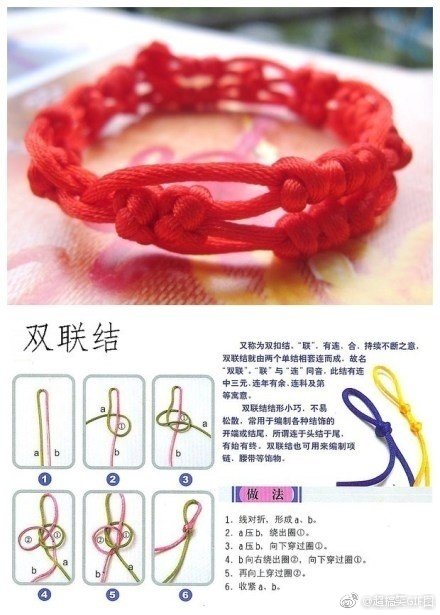 双联结
又称为双扣结，“联”，有连、合、持续不断之意，
双联结就由两个单结相套连而成，故名
“双联”，“联”与“连”同音，此结有连
中三元，连年有余，连科及第
等寓意。
双联结结形小巧，不易
松散，常用于编制各种结饰的
开端或结尾，所谓连于头结于尾，
有始有终，双联结也可用来编制项
链、腰带等饰物。
a b
a b ①
a b ①
1 2 3
② ① a b
② ① b a
a b
4 5 6
做法
1、线对折，形成a、b。
2、a压b，绕出圈①。
3、a压b，向下穿过圈①。
4、b向右绕出圈②，向下穿过圈①。
5、再向上穿过圈②。
6、收紧a、b。